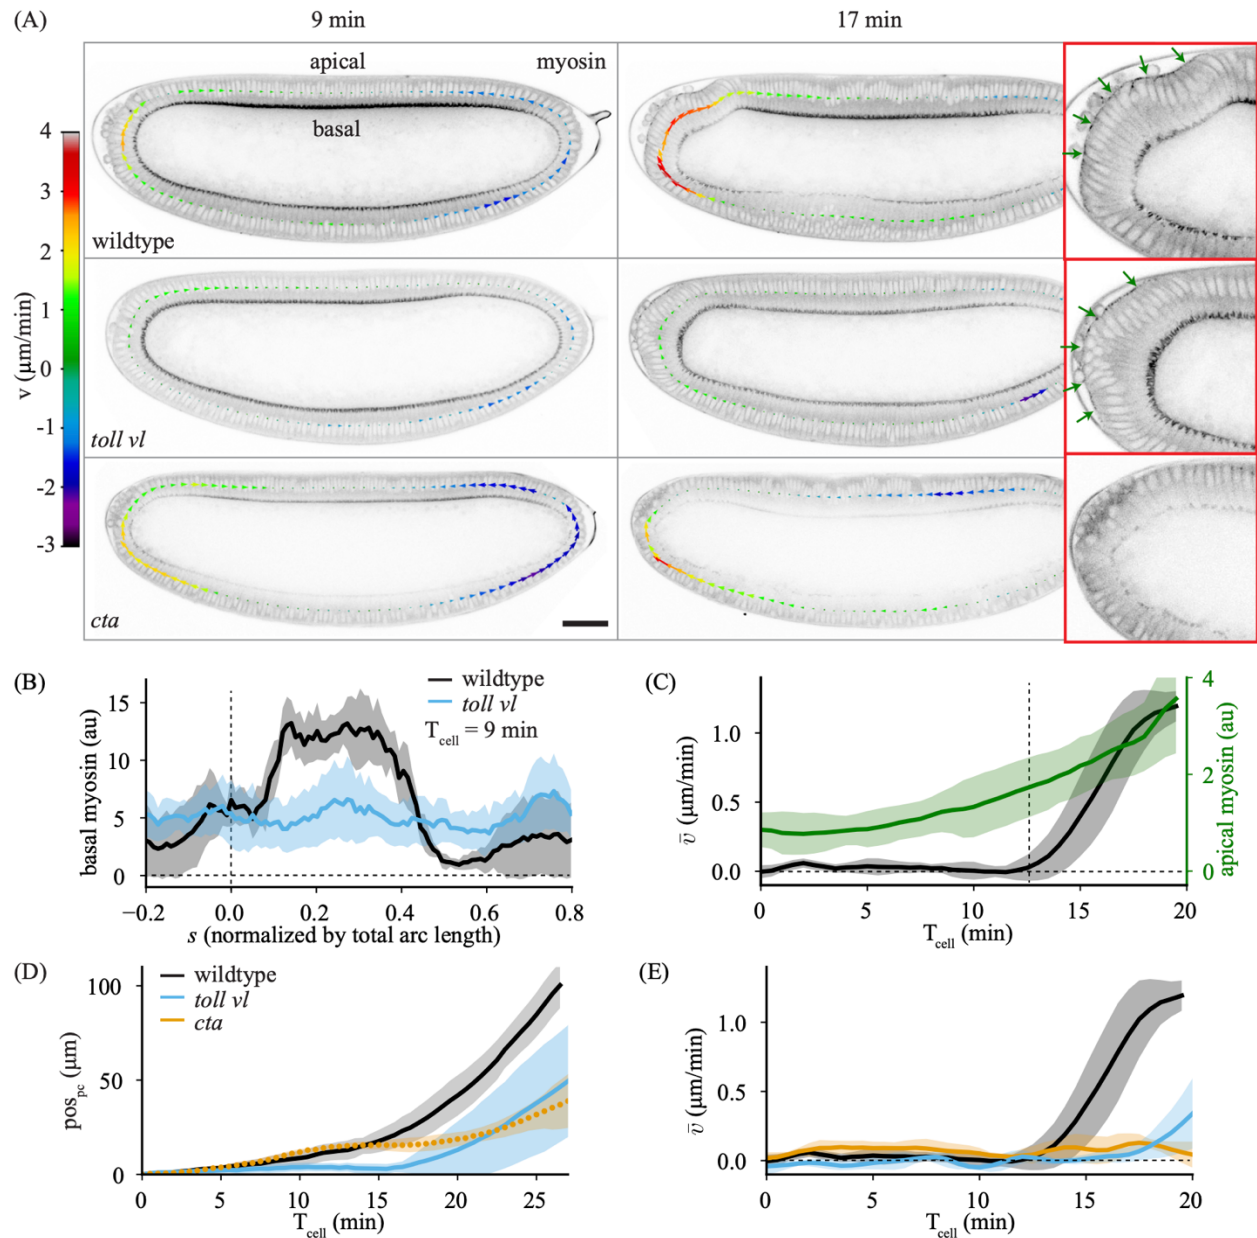 (A)
9 min
17 min
apical
myosin
basal
wildtype
toll vl
cta
4
3
2
1
0
-1
-2
-3
v (μm/min)
(B)
wildtype
toll vl
T_cell = 9 min
basal myosin (au)
15
10
5
0
−0.2 0.0 0.2 0.4 0.6 0.8
s (normalized by total arc length)
(C)
v̄ (μm/min)
1.0
0.5
0.0
4
2
0
apical myosin (au)
0 5 10 15 20
T_cell (min)
(D)
wildtype
toll vl
cta
pos_pc (μm)
100
50
0
0 5 10 15 20 25
T_cell (min)
(E)
v̄ (μm/min)
1.0
0.5
0.0
0 5 10 15 20
T_cell (min)